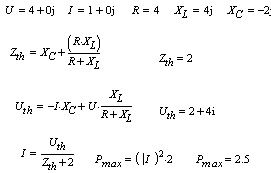 U = 4+0j   I = 1+0j   R = 4   X_L = 4j   X_C = -2j
Z_th = X_C + (R·X_L)/(R+X_L)   Z_th = 2
U_th = -I·X_C + U·X_L/(R+X_L)   U_th = 2+4i
I = U_th/(Z_th+2)   P_max = (|I|)^2·2   P_max = 2.5